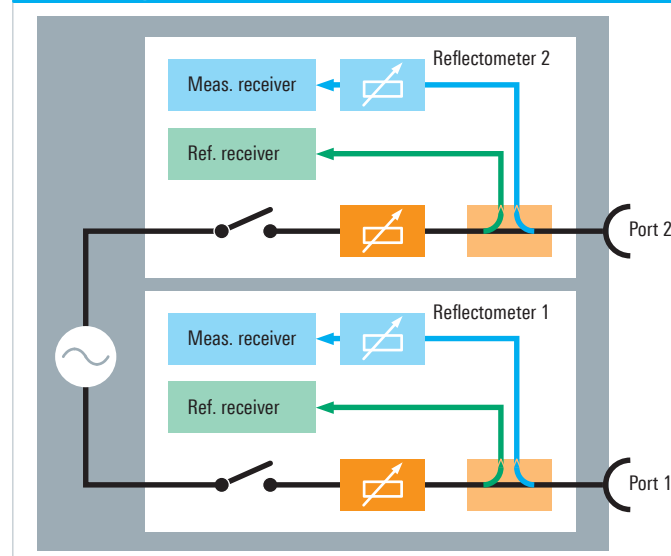 Reflectometer 2
Meas. receiver
Ref. receiver
Port 2
Reflectometer 1
Meas. receiver
Ref. receiver
Port 1